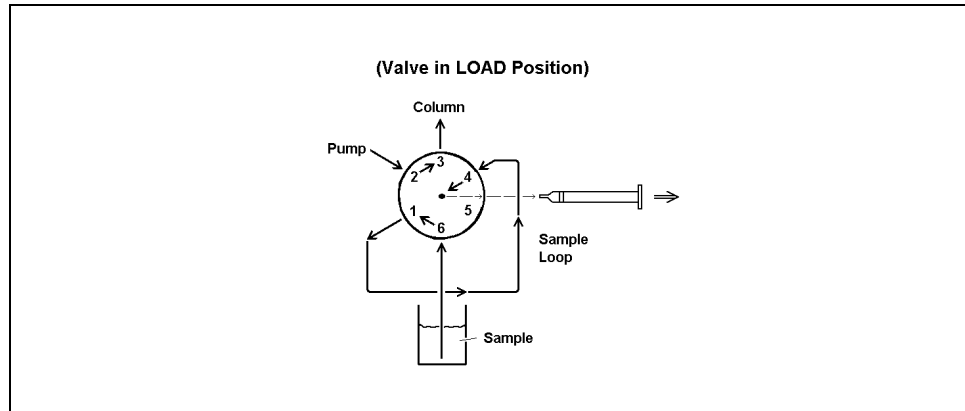 (Valve in LOAD Position)
Column
Pump
3
2
4
1
5
6
Sample
Loop
Sample